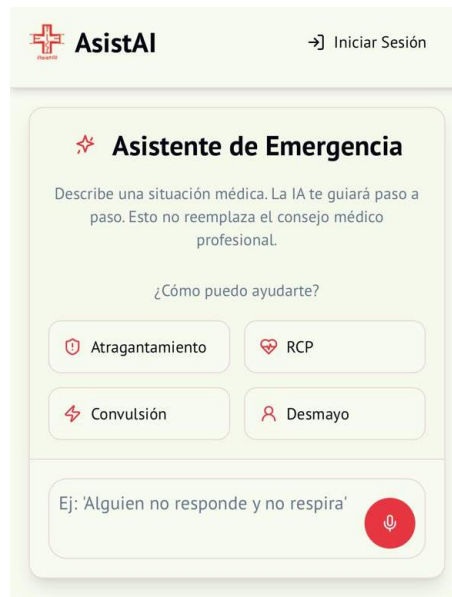 AsistAI
Iniciar Sesión
Asistente de Emergencia
Describe una situación médica. La IA te guiará paso a
paso. Esto no reemplaza el consejo médico
profesional.
¿Cómo puedo ayudarte?
Atragantamiento
RCP
Convulsión
Desmayo
Ej: 'Alguien no responde y no respira'